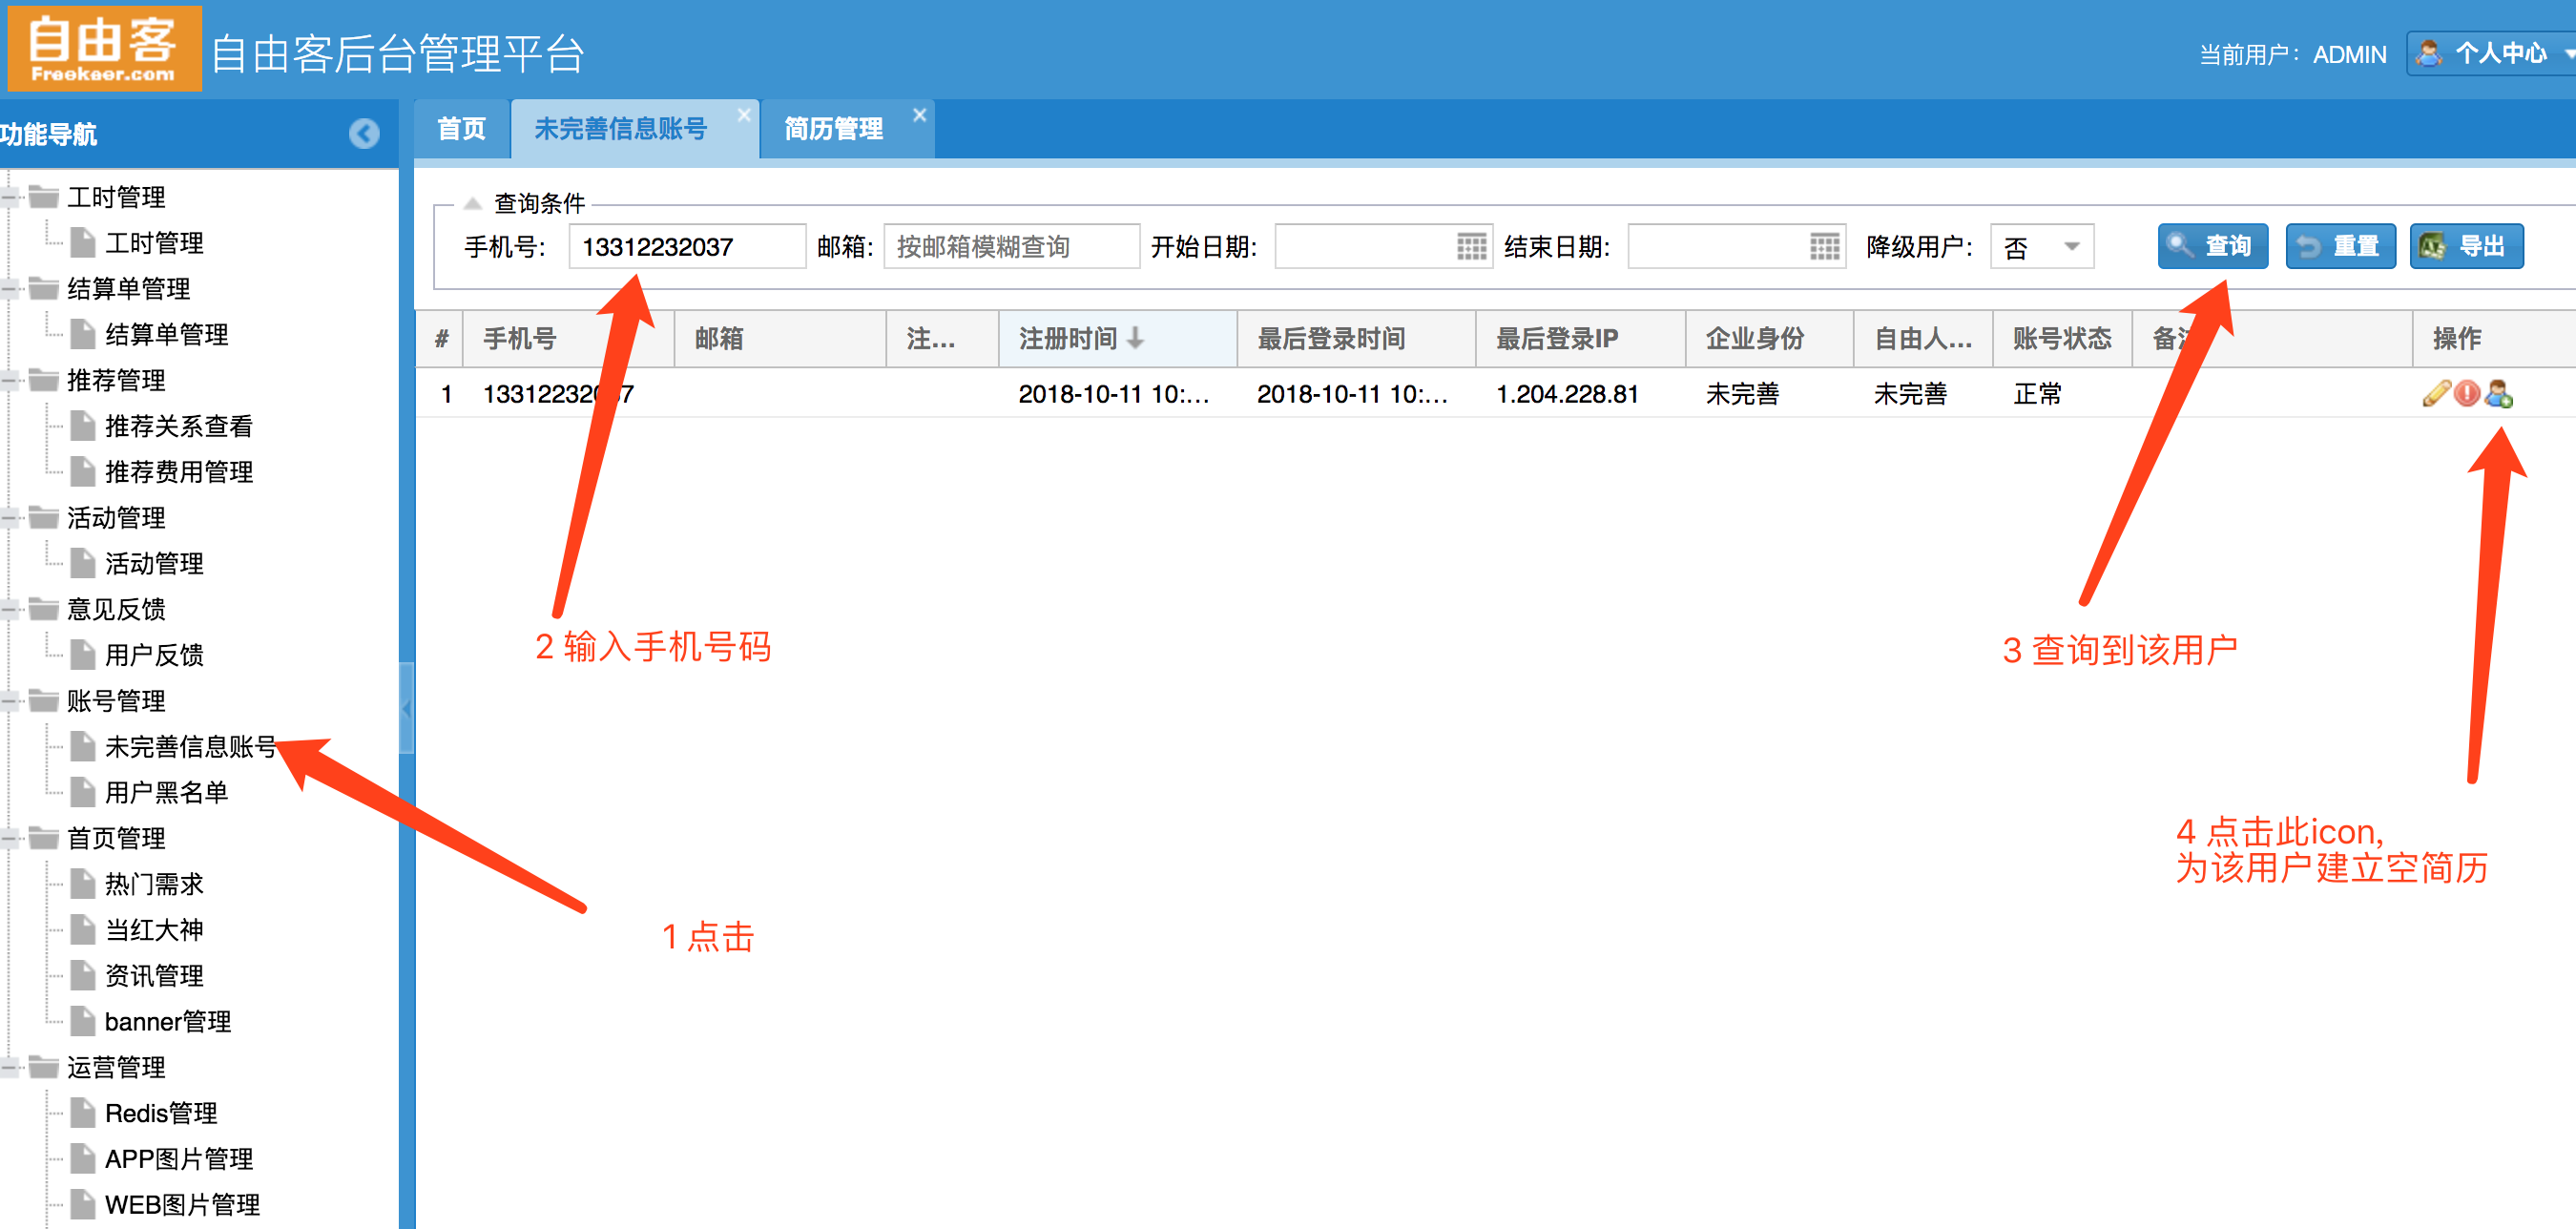 自由客
Freekeer.com
自由客后台管理平台
当前用户：ADMIN
个人中心
功能导航
首页
未完善信息账号
简历管理
工时管理
工时管理
结算单管理
结算单管理
推荐管理
推荐关系查看
推荐费用管理
活动管理
活动管理
意见反馈
用户反馈
账号管理
未完善信息账号
用户黑名单
首页管理
热门需求
当红大神
资讯管理
banner管理
运营管理
Redis管理
APP图片管理
WEB图片管理
查询条件
手机号: 13312232037 邮箱: 按邮箱模糊查询 开始日期: 结束日期: 降级用户: 否 查询 重置 导出
# 手机号 邮箱 注... 注册时间 最后登录时间 最后登录IP 企业身份 自由人... 账号状态 操作
1 13312232037 2018-10-11 10:... 2018-10-11 10:... 1.204.228.81 未完善 未完善 正常
2 输入手机号码
3 查询到该用户
4 点击此icon,
为该用户建立空简历
1 点击